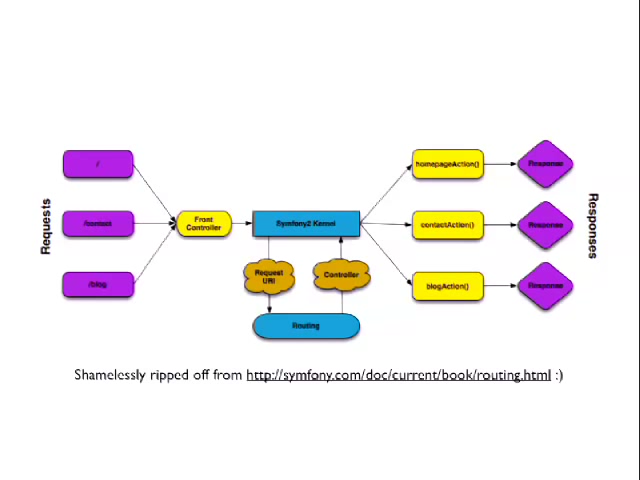 Requests
/
/contact
/blog
Front
Controller
Symfony2 Kernel
Request
URI
Controller
Routing
homepageAction()
contactAction()
blogAction()
Response
Response
Response
Responses
Shamelessly ripped off from http://symfony.com/doc/current/book/routing.html :)